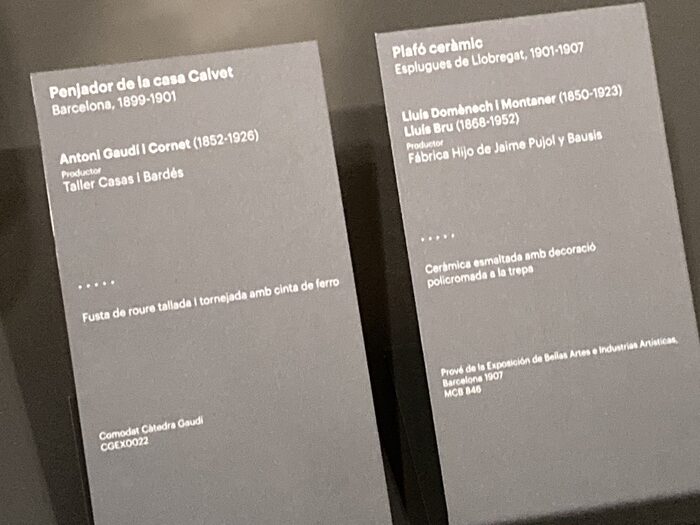 Penjador de la casa Calvet
Barcelona, 1899-1901
Antoni Gaudí i Cornet (1852-1926)
Productor
Taller Casas i Bardés
.....
Fusta de roure tallada i tornejada amb cinta de ferro
Comodat Càtedra Gaudí
CGEX0022
Plafó ceràmic
Esplugues de Llobregat, 1901-1907
Lluís Domènech i Montaner (1850-1923)
Lluís Bru (1868-1952)
Productor
Fábrica Hijo de Jaime Pujol y Bausis
.....
Ceràmica esmaltada amb decoració
policromada a la trepa
Prové de la Exposición de Bellas Artes e Industrias Artísticas,
Barcelona 1907
MCB 846